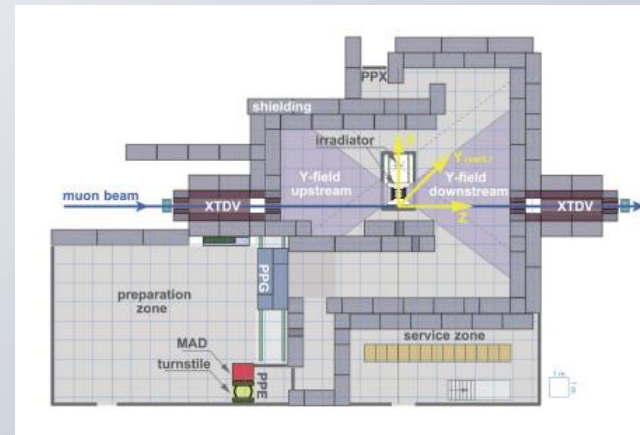 PPX
shielding
irradiator
X
Y (vert.)
Y-field
upstream
Y-field
downstream
muon beam
XTDV
Z
XTDV
PPG
preparation
zone
service zone
MAD
turnstile
PPE
1 m
1 m